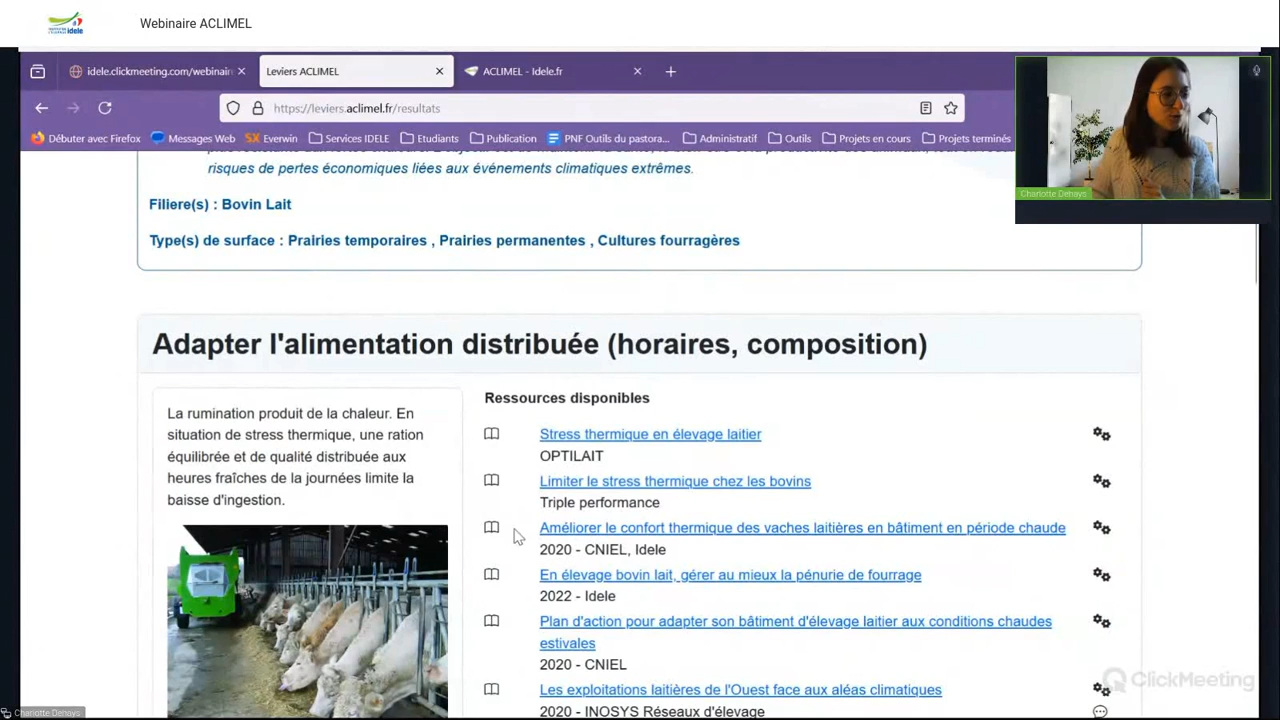 idele
Webinaire ACLIMEL
idele.clickmeeting.com/webinair
Leviers ACLIMEL
ACLIMEL - Idele.fr
https://leviers.aclimel.fr/resultats
Débuter avec Firefox
Messages Web
SX Everwin
Services IDELE
Etudiants
Publication
PNF Outils du pastora...
Administratif
Outils
Projets en cours
Projets terminés
Charlotte Dehays
risques de pertes économiques liées aux événements climatiques extrêmes.
Filiere(s) : Bovin Lait
Type(s) de surface : Prairies temporaires , Prairies permanentes , Cultures fourragères
Adapter l'alimentation distribuée (horaires, composition)
La rumination produit de la chaleur. En
situation de stress thermique, une ration
équilibrée et de qualité distribuée aux
heures fraîches de la journées limite la
baisse d'ingestion.
Ressources disponibles
Stress thermique en élevage laitier
OPTILAIT
Limiter le stress thermique chez les bovins
Triple performance
Améliorer le confort thermique des vaches laitières en bâtiment en période chaude
2020 - CNIEL, Idele
En élevage bovin lait, gérer au mieux la pénurie de fourrage
2022 - Idele
Plan d'action pour adapter son bâtiment d'élevage laitier aux conditions chaudes
estivales
2020 - CNIEL
Les exploitations laitières de l'Ouest face aux aléas climatiques
2020 - INOSYS Réseaux d'élevage
ClickMeeting
Charlotte Dehays